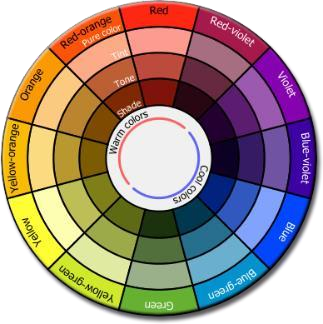 Red
Red-violet
Violet
Blue-violet
Blue
Blue-green
Green
Yellow-green
Yellow
Yellow-orange
Orange
Red-orange
Pure color
Tint
Tone
Shade
Warm colors
Cool colors